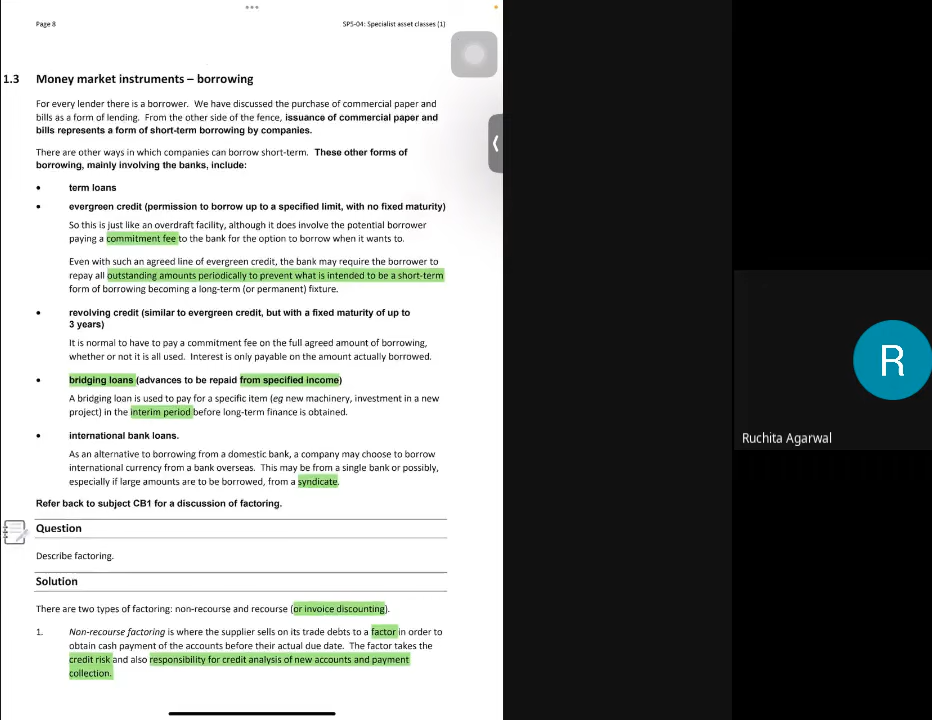 Page 8
SP5-04: Specialist asset classes (1)
1.3 Money market instruments – borrowing
For every lender there is a borrower. We have discussed the purchase of commercial paper and
bills as a form of lending. From the other side of the fence, issuance of commercial paper and
bills represents a form of short-term borrowing by companies.
There are other ways in which companies can borrow short-term. These other forms of
borrowing, mainly involving the banks, include:
• term loans
• evergreen credit (permission to borrow up to a specified limit, with no fixed maturity)
So this is just like an overdraft facility, although it does involve the potential borrower
paying a commitment fee to the bank for the option to borrow when it wants to.
Even with such an agreed line of evergreen credit, the bank may require the borrower to
repay all outstanding amounts periodically to prevent what is intended to be a short-term
form of borrowing becoming a long-term (or permanent) fixture.
• revolving credit (similar to evergreen credit, but with a fixed maturity of up to
3 years)
It is normal to have to pay a commitment fee on the full agreed amount of borrowing,
whether or not it is all used. Interest is only payable on the amount actually borrowed.
• bridging loans (advances to be repaid from specified income)
A bridging loan is used to pay for a specific item (eg new machinery, investment in a new
project) in the interim period before long-term finance is obtained.
• international bank loans.
As an alternative to borrowing from a domestic bank, a company may choose to borrow
international currency from a bank overseas. This may be from a single bank or possibly,
especially if large amounts are to be borrowed, from a syndicate.
Refer back to subject CB1 for a discussion of factoring.
Question
Describe factoring.
Solution
There are two types of factoring: non-recourse and recourse (or invoice discounting).
1. Non-recourse factoring is where the supplier sells on its trade debts to a factor in order to
obtain cash payment of the accounts before their actual due date. The factor takes the
credit risk and also responsibility for credit analysis of new accounts and payment
collection.
R
Ruchita Agarwal